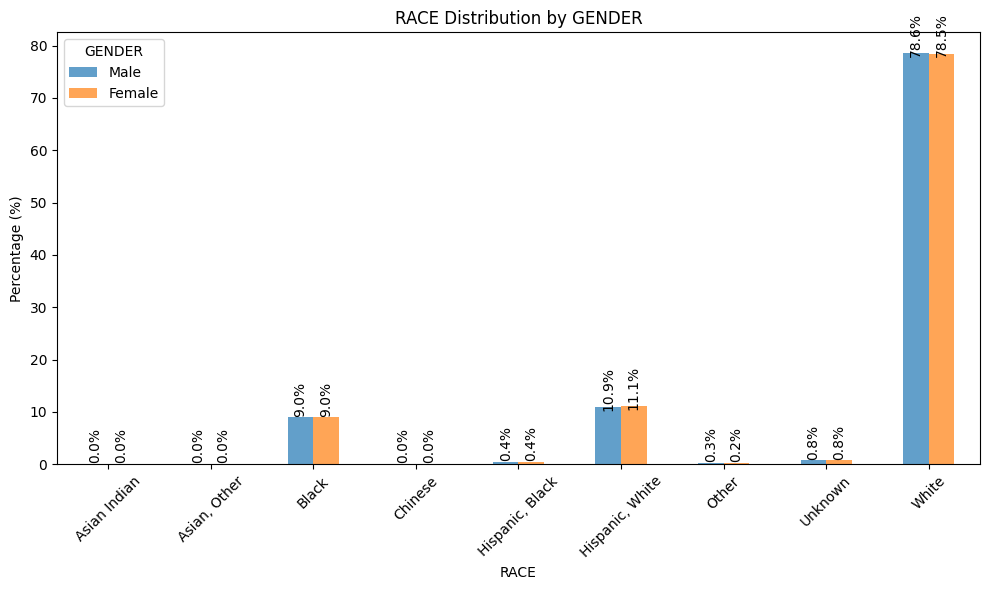 RACE Distribution by GENDER
GENDER
Male
Female
Percentage (%)
80
70
60
50
40
30
20
10
0
0.0% 0.0%
0.0% 0.0%
9.0% 9.0%
0.0% 0.0%
0.4% 0.4%
10.9% 11.1%
0.3% 0.2%
0.8% 0.8%
78.6% 78.5%
Asian Indian
Asian, Other
Black
Chinese
Hispanic, Black
Hispanic, White
Other
Unknown
White
RACE